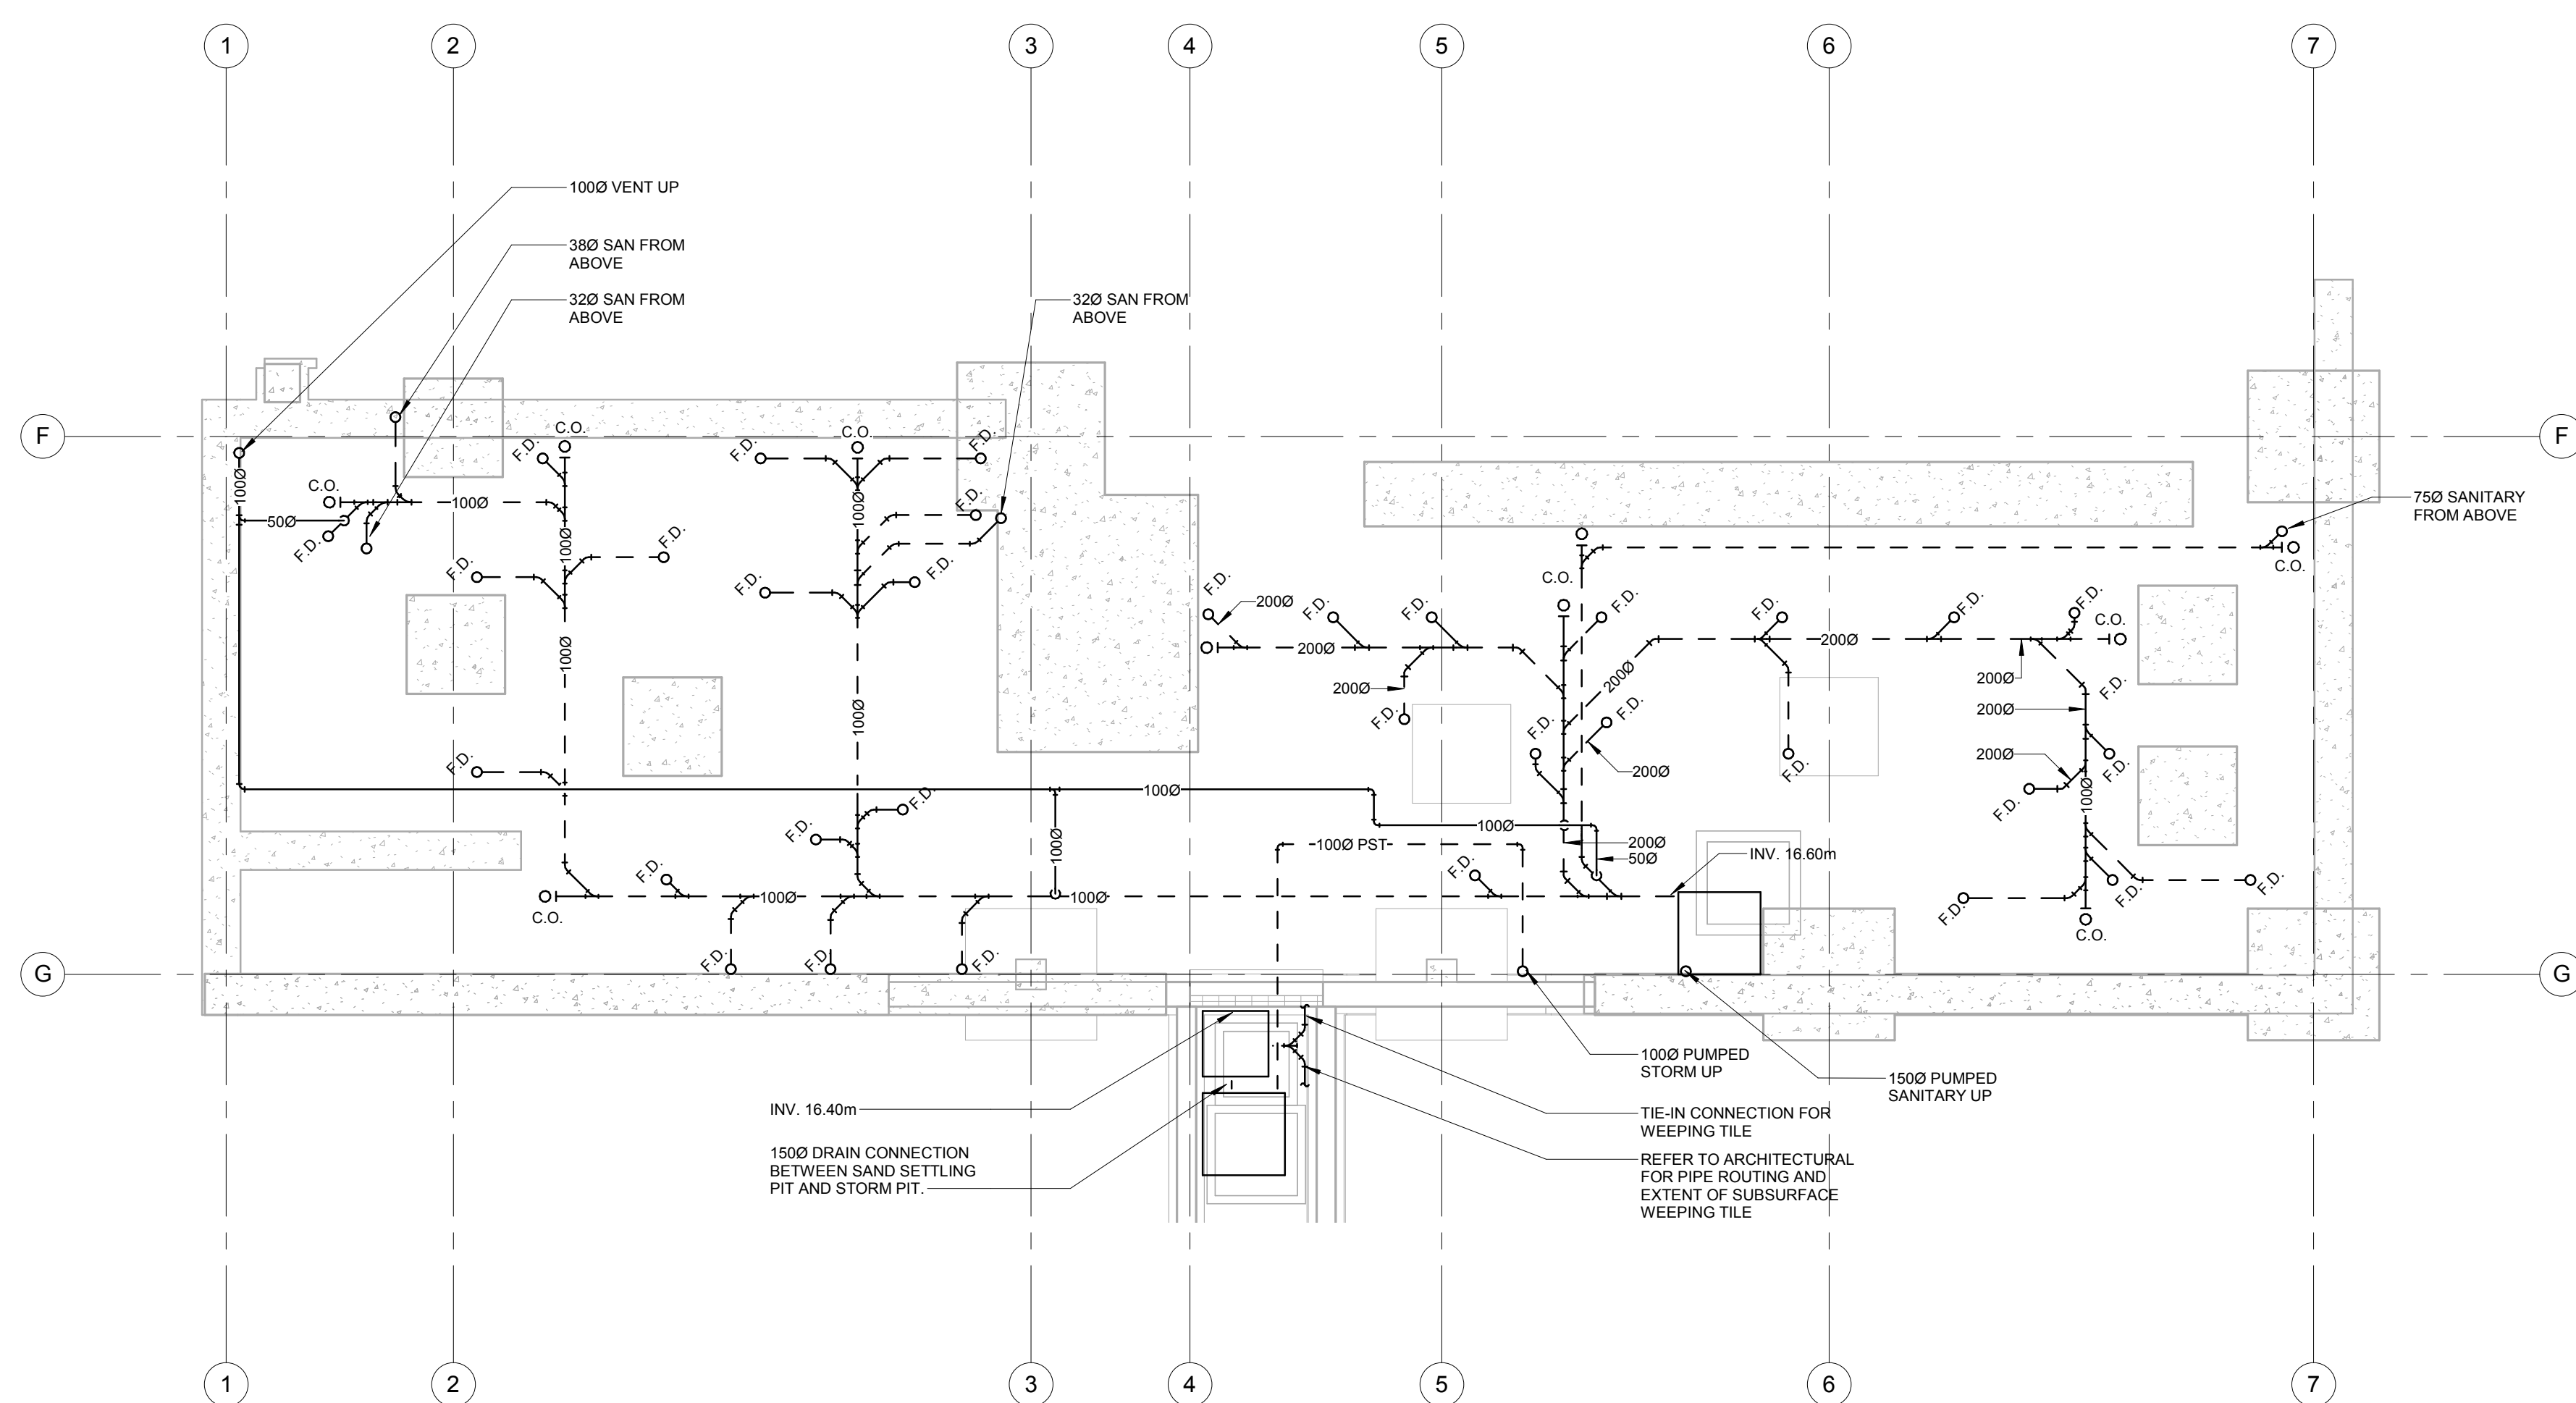 1
2
3
4
5
6
7
100Ø VENT UP
38Ø SAN FROM
ABOVE
32Ø SAN FROM
ABOVE
32Ø SAN FROM
ABOVE
F
F
C.O.
F.D.
F.D.
C.O.
F.D.
100Ø
C.O.
100Ø
50Ø
F.D.
100Ø
100Ø
F.D.
F.D.
F.D.
75Ø SANITARY
FROM ABOVE
C.O.
F.D.
F.D.
F.D.
C.O.
F.D.
200Ø
F.D.
F.D.
F.D.
F.D.
F.D.
F.D.
C.O.
100Ø
200Ø
200Ø
200Ø
200Ø
200Ø
F.D.
F.D.
F.D.
F.D.
100Ø
200Ø
200Ø
F.D.
F.D.
F.D.
200Ø
200Ø
F.D.
100Ø
100Ø
F.D.
F.D.
F.D.
100Ø
100Ø
100Ø PST
200Ø
50Ø
INV. 16.60m
F.D.
F.D.
F.D.
F.D.
F.D.
C.O.
100Ø
100Ø
C.O.
F.D.
F.D.
F.D.
G
G
100Ø PUMPED
STORM UP
150Ø PUMPED
SANITARY UP
INV. 16.40m
TIE-IN CONNECTION FOR
WEEPING TILE
150Ø DRAIN CONNECTION
BETWEEN SAND SETTLING
PIT AND STORM PIT.
REFER TO ARCHITECTURAL
FOR PIPE ROUTING AND
EXTENT OF SUBSURFACE
WEEPING TILE
1
2
3
4
5
6
7